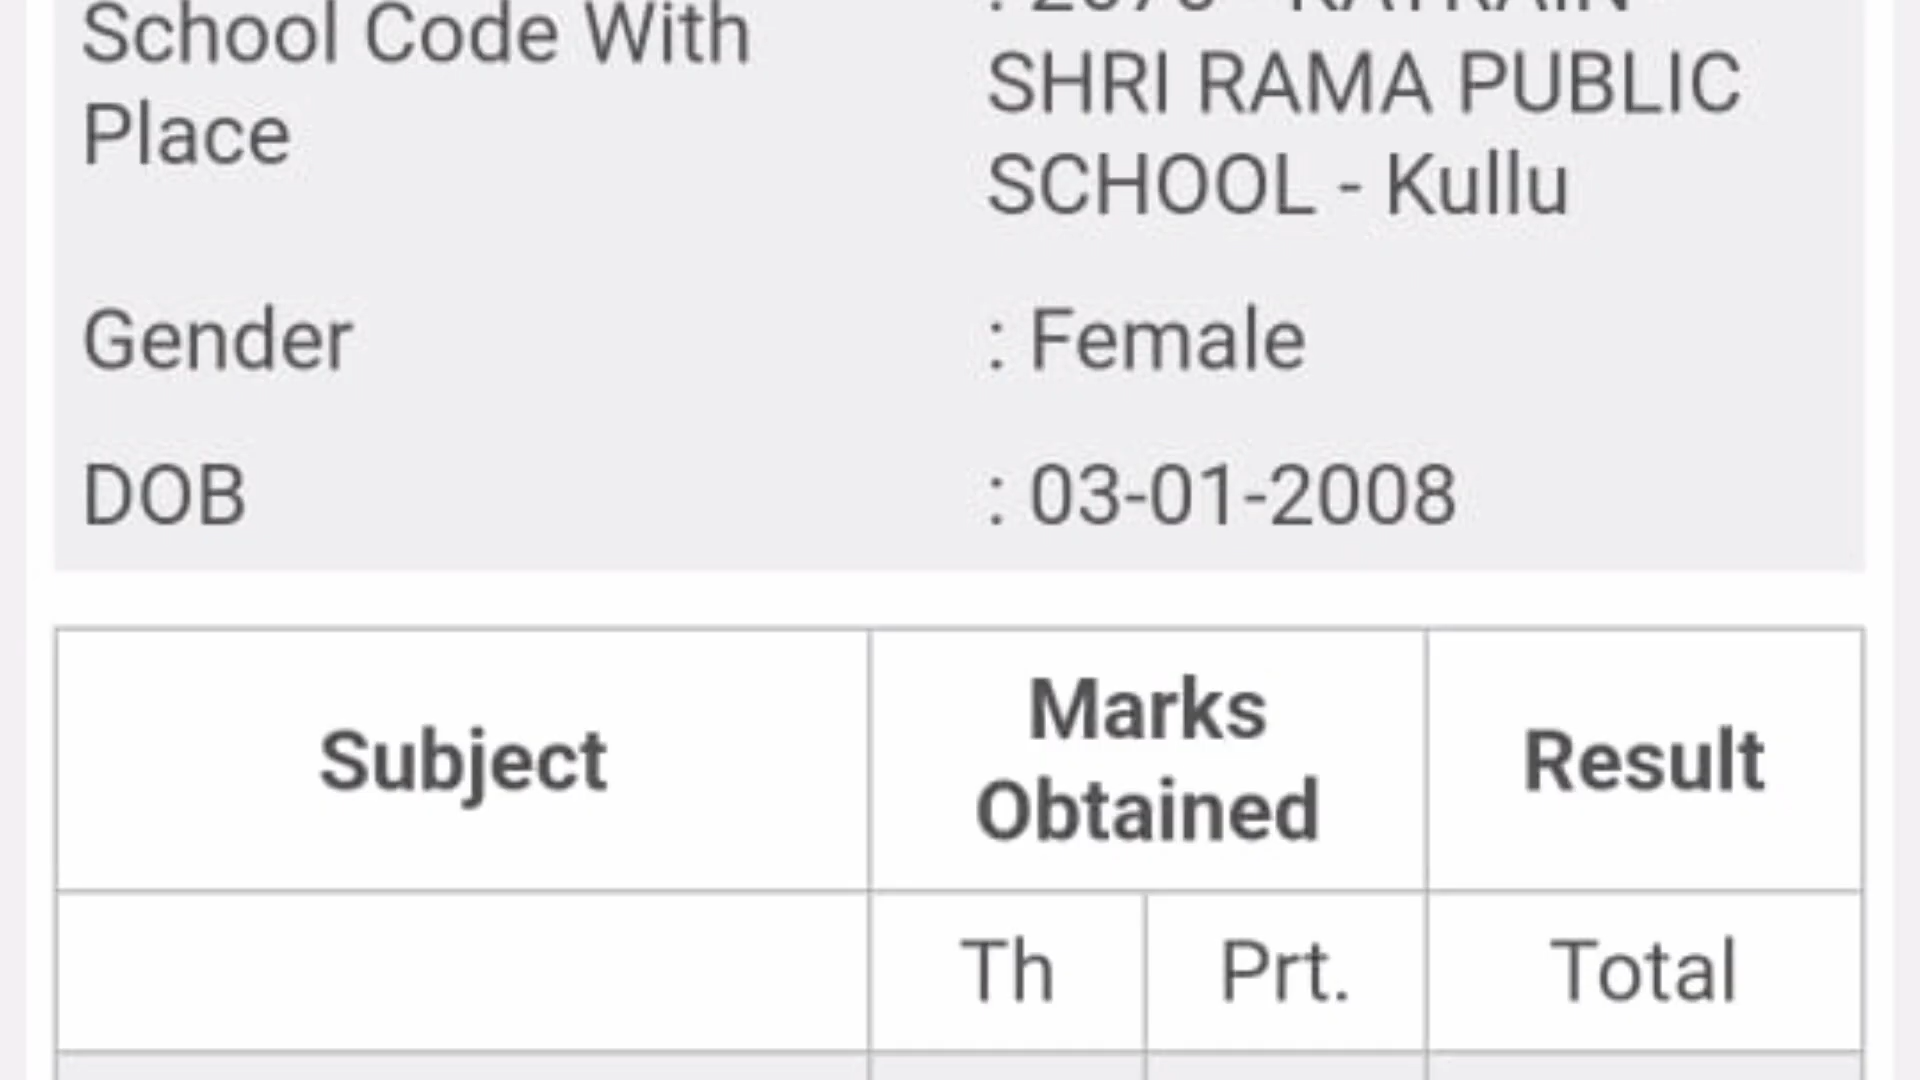 School Code With
SHRI RAMA PUBLIC
Place
SCHOOL - Kullu
Gender : Female
DOB : 03-01-2008
Subject Marks Obtained Result
Th Prt. Total